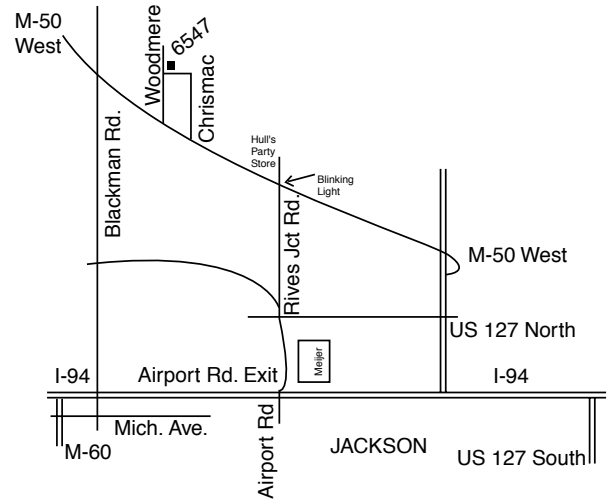 M-50
West
Woodmere
6547
Chrismac
Blackman Rd.
Hull's
Party
Store
Blinking
Light
Rives Jct Rd.
M-50 West
US 127 North
Meijer
I-94
Airport Rd. Exit
I-94
Mich. Ave.
M-60
Airport Rd
JACKSON
US 127 South